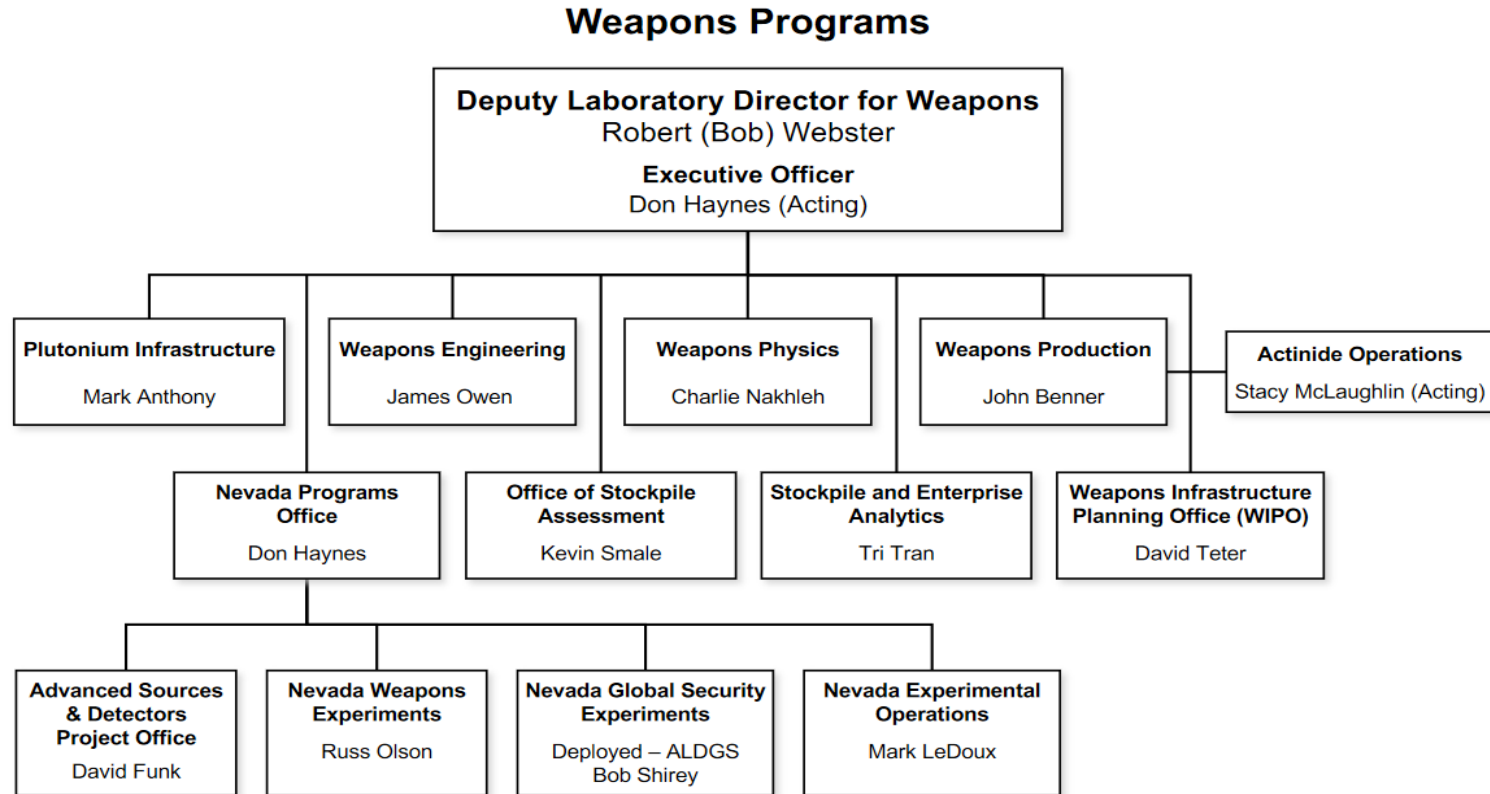 Weapons Programs
Deputy Laboratory Director for Weapons
Robert (Bob) Webster
Executive Officer
Don Haynes (Acting)
Plutonium Infrastructure
Mark Anthony
Weapons Engineering
James Owen
Weapons Physics
Charlie Nakhleh
Weapons Production
John Benner
Actinide Operations
Stacy McLaughlin (Acting)
Nevada Programs
Office
Don Haynes
Office of Stockpile
Assessment
Kevin Smale
Stockpile and Enterprise
Analytics
Tri Tran
Weapons Infrastructure
Planning Office (WIPO)
David Teter
Advanced Sources
& Detectors
Project Office
David Funk
Nevada Weapons
Experiments
Russ Olson
Nevada Global Security
Experiments
Deployed – ALDGS
Bob Shirey
Nevada Experimental
Operations
Mark LeDoux